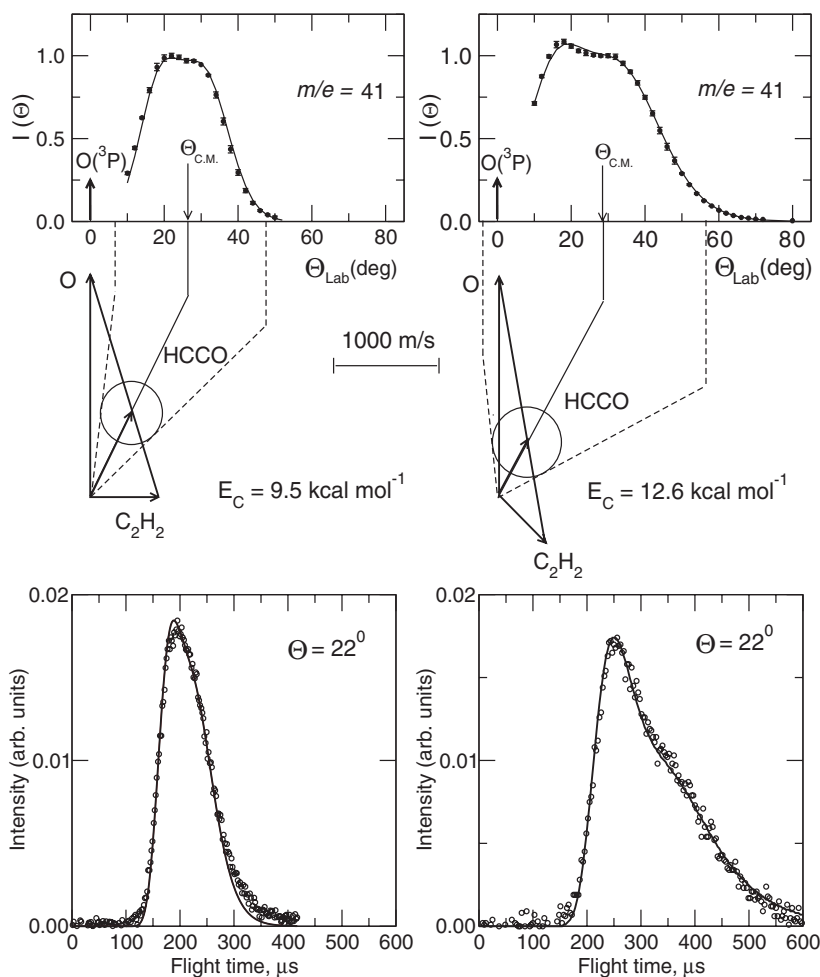 1.0
0.5
0.0
I (Θ)
m/e = 41
O(³P)
Θ_C.M.
0 20 40 60 80
Θ_Lab(deg)
O
HCCO
C₂H₂
E_C = 9.5 kcal mol⁻¹
1.0
0.5
0.0
I (Θ)
m/e = 41
O(³P)
Θ_C.M.
0 20 40 60 80
Θ_Lab(deg)
O
HCCO
C₂H₂
E_C = 12.6 kcal mol⁻¹
1000 m/s
0.02
0.01
0.00
Intensity (arb. units)
Θ = 22⁰
0 100 200 300 400 500 600
Flight time, μs
0.02
0.01
0.00
Intensity (arb. units)
Θ = 22⁰
0 100 200 300 400 500 600
Flight time, μs